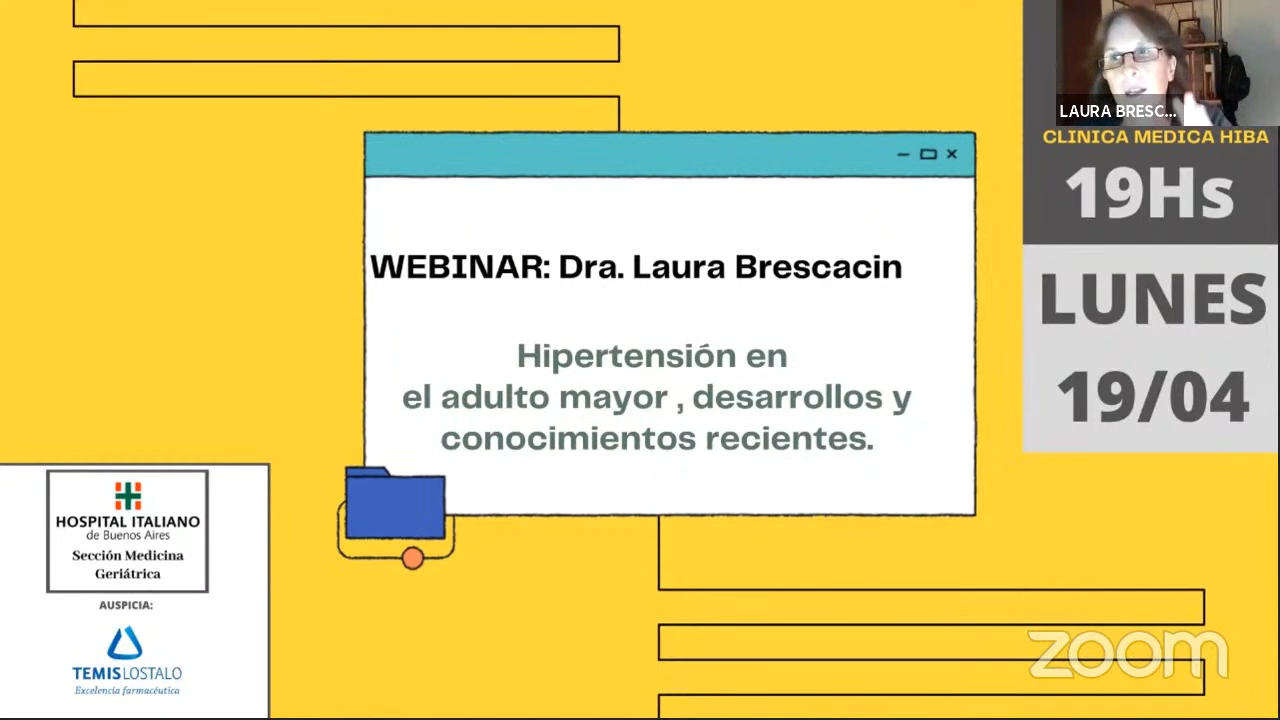 LAURA BRESC...
CLINICA MEDICA HIBA
19Hs
LUNES
19/04
WEBINAR: Dra. Laura Brescacin
Hipertensión en
el adulto mayor , desarrollos y
conocimientos recientes.
HOSPITAL ITALIANO
de Buenos Aires
Sección Medicina
Geriátrica
AUSPICIA:
TEMIS LOSTALO
Excelencia farmacéutica
zoom